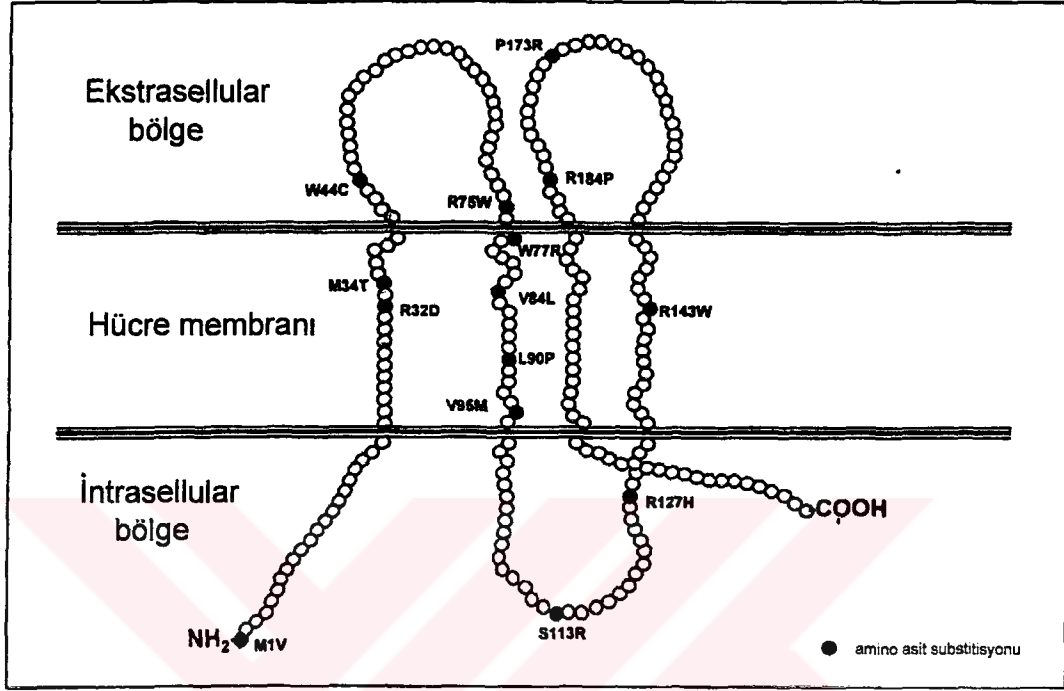 P173R
Ekstrasellular
bölge
W44C
R75W
R184P
W77R
M34T
R32D
V84L
R143W
Hücre membranı
L90P
V95M
İntrasellular
bölge
R127H
COOH
NH2
M1V
S113R
amino asit substitisyonu